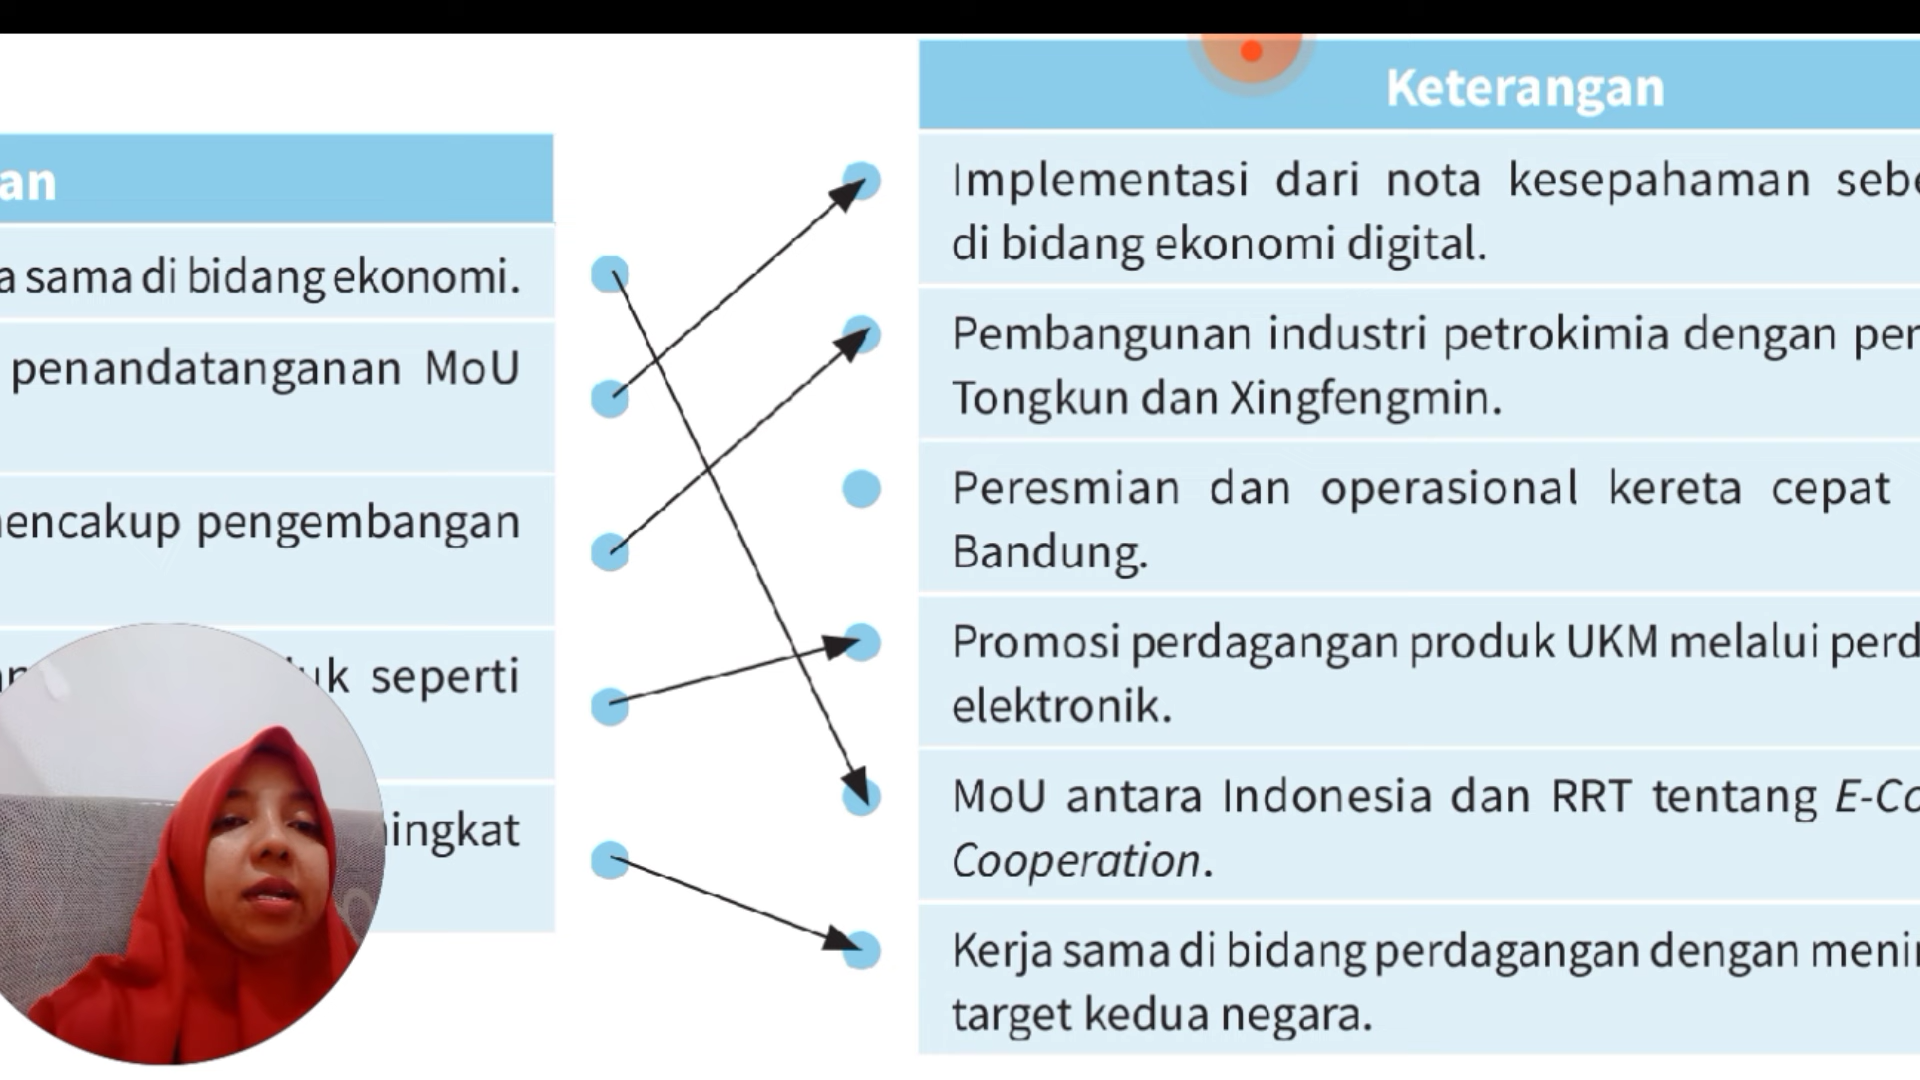 an
a sama di bidang ekonomi.
penandatanganan MoU
encakup pengembangan
seperti
ingkat
Keterangan
Implementasi dari nota kesepahaman sebe
di bidang ekonomi digital.
Pembangunan industri petrokimia dengan per
Tongkun dan Xingfengmin.
Peresmian dan operasional kereta cepat
Bandung.
Promosi perdagangan produk UKM melalui perd
elektronik.
MoU antara Indonesia dan RRT tentang E-Co
Cooperation.
Kerja sama di bidang perdagangan dengan menin
target kedua negara.